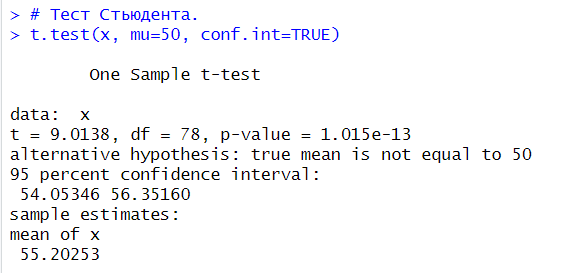 > # Тест Стьюдента.
> t.test(x, mu=50, conf.int=TRUE)
One Sample t-test
data:  x
t = 9.0138, df = 78, p-value = 1.015e-13
alternative hypothesis: true mean is not equal to 50
95 percent confidence interval:
54.05346 56.35160
sample estimates:
mean of x
55.20253